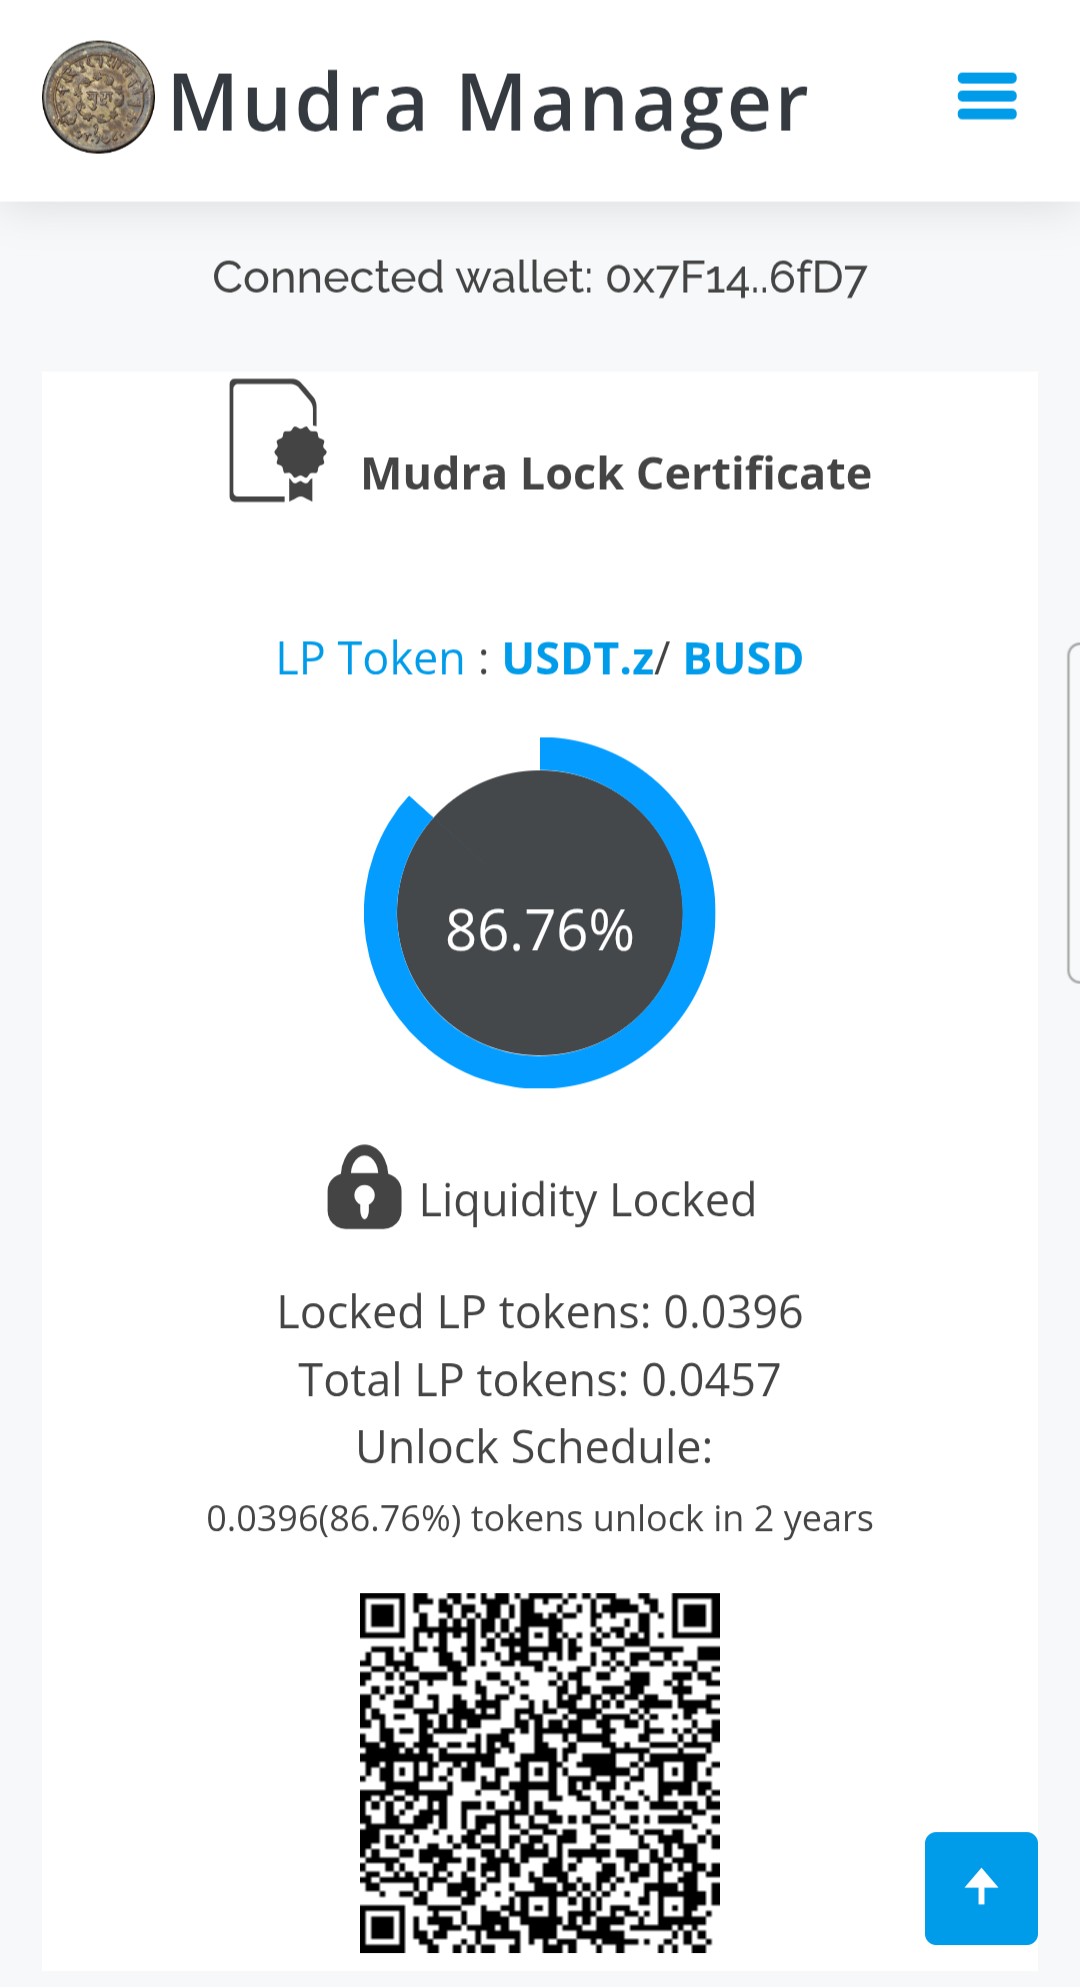 Mudra Manager
Connected wallet: 0x7F14..6fD7
Mudra Lock Certificate
LP Token : USDT.z/ BUSD
86.76%
Liquidity Locked
Locked LP tokens: 0.0396
Total LP tokens: 0.0457
Unlock Schedule:
0.0396(86.76%) tokens unlock in 2 years